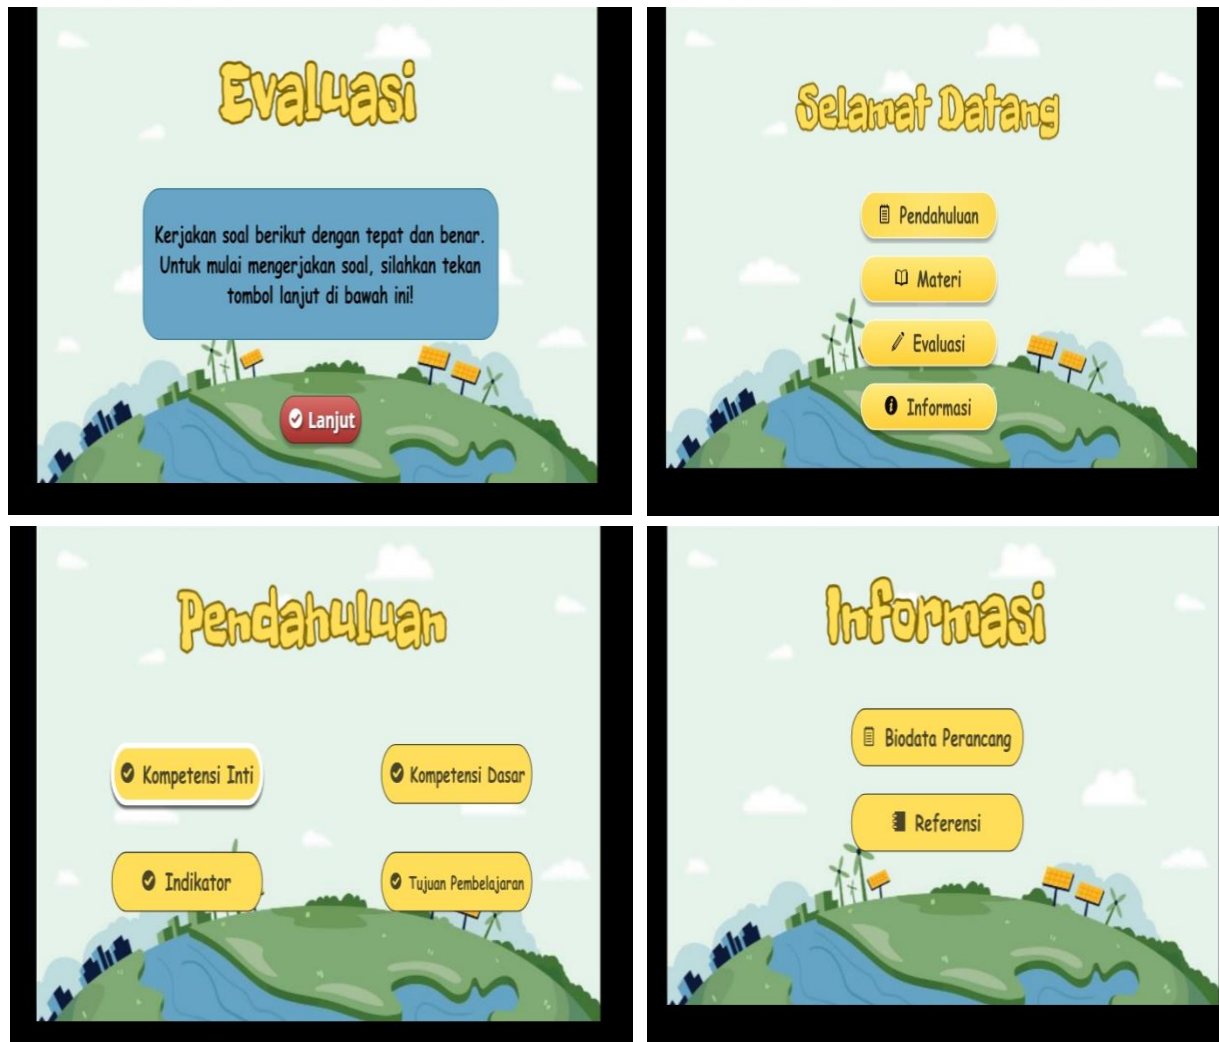 Evaluasi
Kerjakan soal berikut dengan tepat dan benar.
Untuk mulai mengerjakan soal, silahkan tekan
tombol lanjut di bawah ini!
Lanjut
Selamat Datang
Pendahuluan
Materi
Evaluasi
Informasi
Pendahuluan
Kompetensi Inti
Kompetensi Dasar
Indikator
Tujuan Pembelajaran
Informasi
Biodata Perancang
Referensi